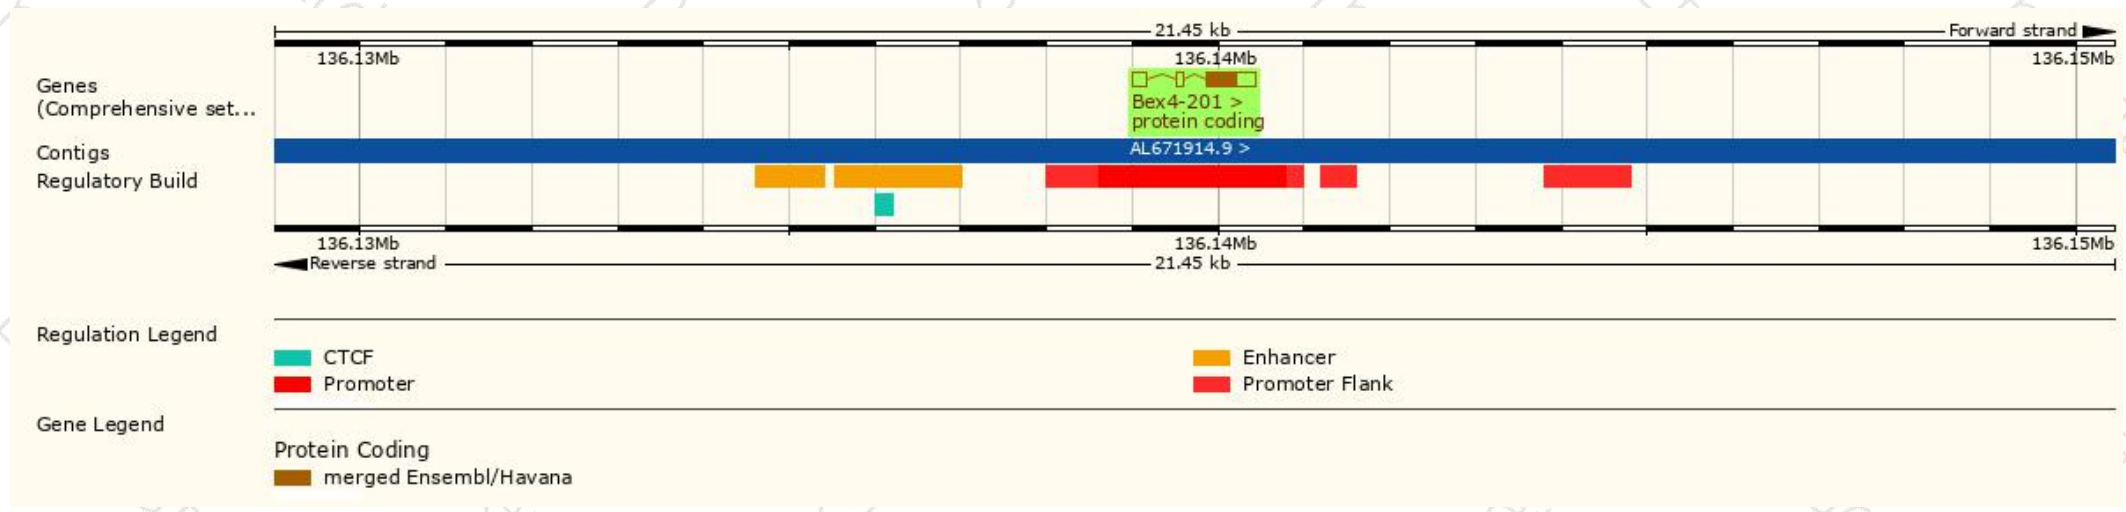 21.45 kb Forward strand
136.13Mb 136.14Mb 136.15Mb
Genes
(Comprehensive set...
Bex4-201 >
protein coding
Contigs AL671914.9 >
Regulatory Build
136.13Mb 136.14Mb 136.15Mb
Reverse strand 21.45 kb
Regulation Legend
CTCF Enhancer
Promoter Promoter Flank
Gene Legend
Protein Coding
merged Ensembl/Havana